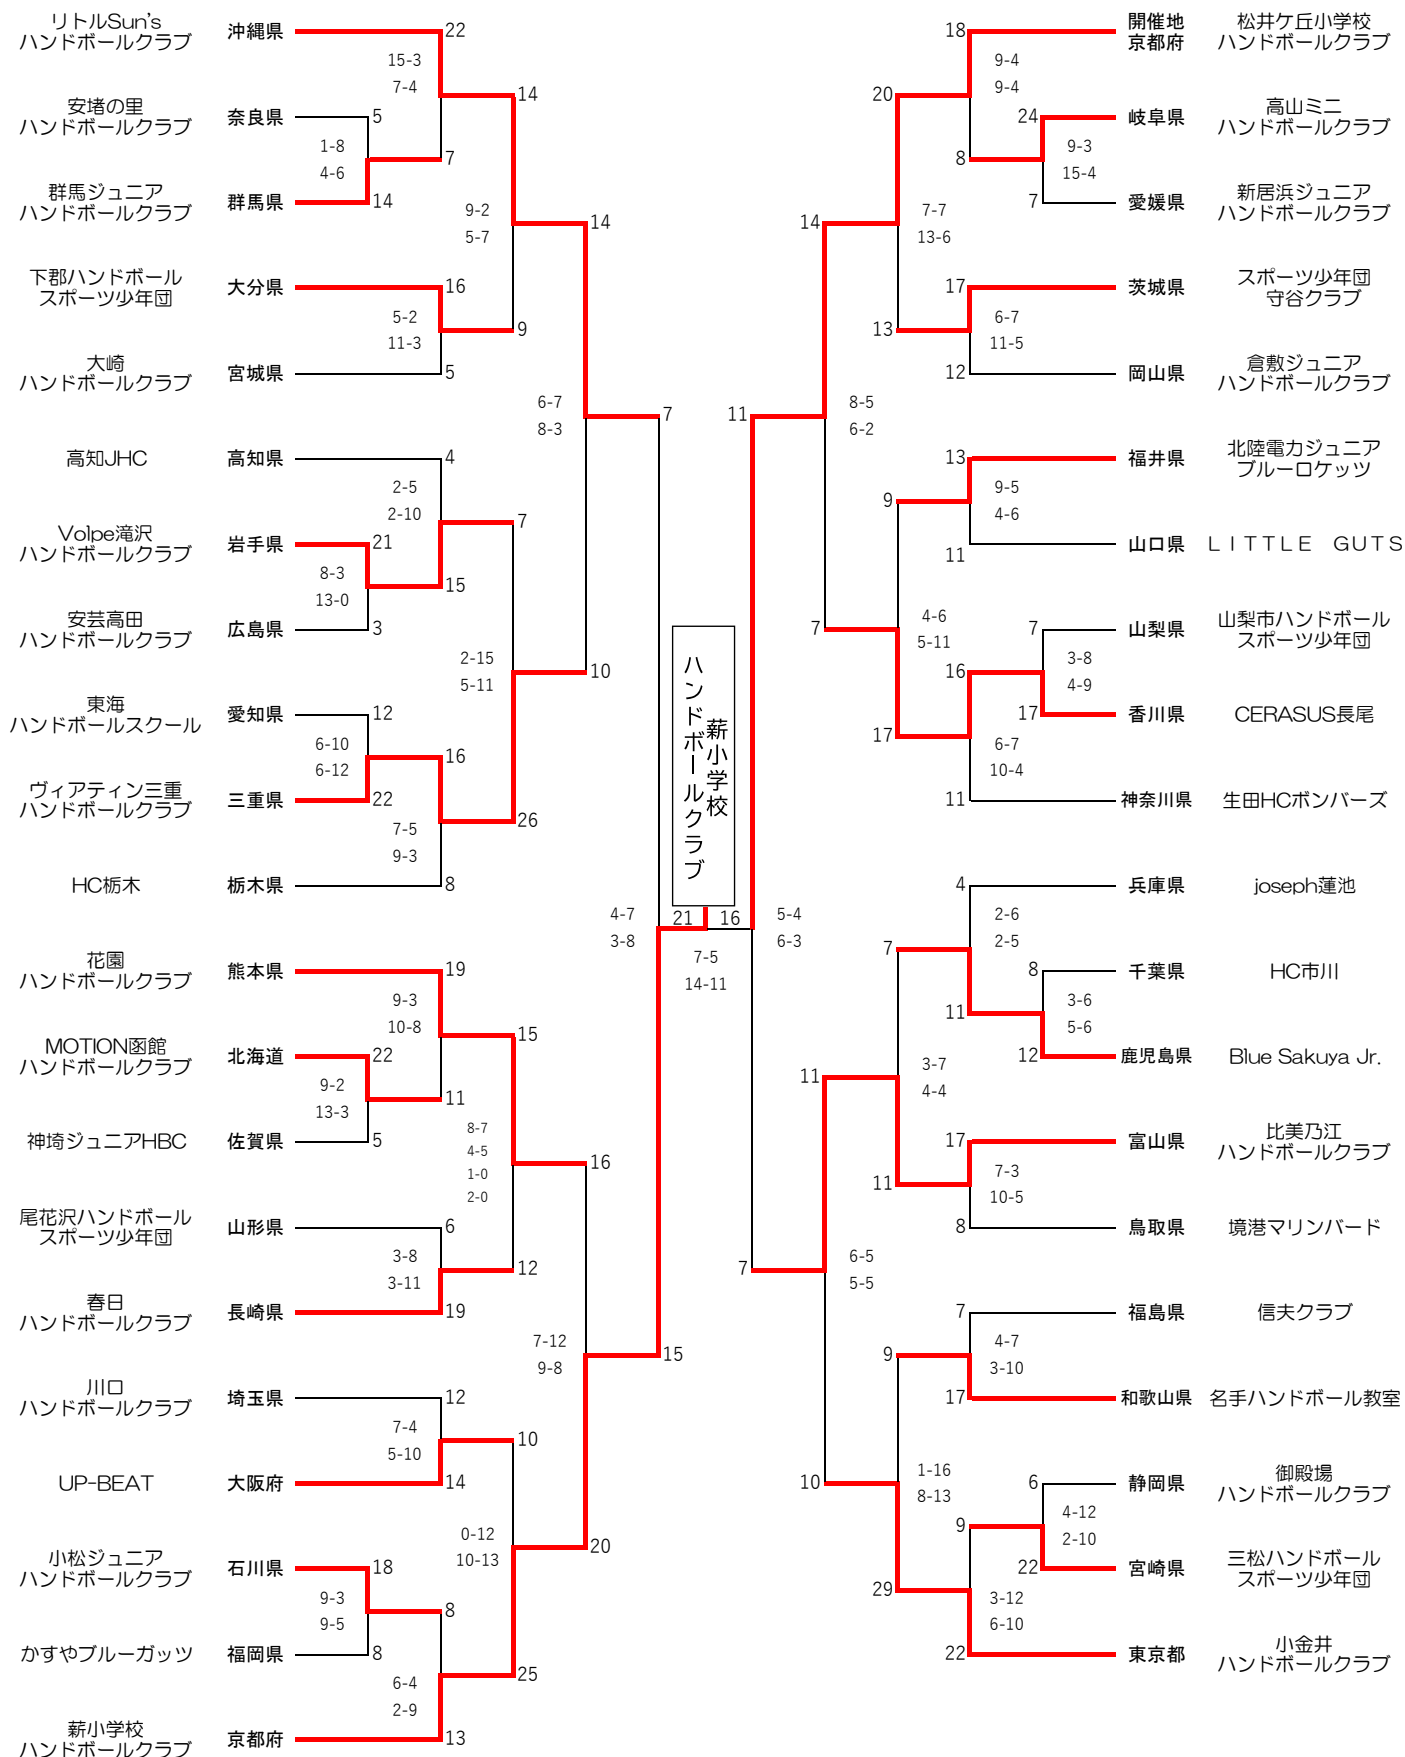 リトルSun's
ハンドボールクラブ
沖縄県
22
15-3
7-4
14
安堵の里
ハンドボールクラブ
奈良県
5
1-8
4-6
7
群馬ジュニア
ハンドボールクラブ
群馬県
14
9-2
5-7
14
下郡ハンドボール
スポーツ少年団
大分県
16
5-2
11-3
9
大崎
ハンドボールクラブ
宮城県
5
6-7
8-3
7
高知JHC
高知県
4
2-5
2-10
7
Volpe滝沢
ハンドボールクラブ
岩手県
21
8-3
13-0
15
安芸高田
ハンドボールクラブ
広島県
3
2-15
5-11
10
東海
ハンドボールスクール
愛知県
12
6-10
6-12
16
ヴィアティン三重
ハンドボールクラブ
三重県
22
7-5
9-3
26
HC栃木
栃木県
8
4-7
3-8
花園
ハンドボールクラブ
熊本県
19
9-3
10-8
15
MOTION函館
ハンドボールクラブ
北海道
22
9-2
13-3
11
神埼ジュニアHBC
佐賀県
5
8-7
4-5
1-0
2-0
16
尾花沢ハンドボール
スポーツ少年団
山形県
6
3-8
3-11
12
春日
ハンドボールクラブ
長崎県
19
7-12
9-8
15
川口
ハンドボールクラブ
埼玉県
12
7-4
5-10
10
UP-BEAT
大阪府
14
0-12
10-13
20
小松ジュニア
ハンドボールクラブ
石川県
18
9-3
9-5
8
かすやブルーガッツ
福岡県
8
6-4
2-9
25
薪小学校
ハンドボールクラブ
京都府
13
薪小学校
ハンドボールクラブ
21
16
7-5
14-11
18
開催地
京都府
松井ケ丘小学校
ハンドボールクラブ
9-4
9-4
20
24
岐阜県
高山ミニ
ハンドボールクラブ
8
9-3
15-4
7
愛媛県
新居浜ジュニア
ハンドボールクラブ
14
7-7
13-6
17
茨城県
スポーツ少年団
守谷クラブ
13
6-7
11-5
12
岡山県
倉敷ジュニア
ハンドボールクラブ
11
8-5
6-2
13
福井県
北陸電力ジュニア
ブルーロケッツ
9
9-5
4-6
11
山口県
ＬＩＴＴＬＥ　ＧＵＴＳ
7
4-6
5-11
7
山梨県
山梨市ハンドボール
スポーツ少年団
16
3-8
4-9
17
香川県
CERASUS長尾
17
6-7
10-4
11
神奈川県
生田HCボンバーズ
5-4
6-3
4
兵庫県
joseph蓮池
2-6
2-5
7
8
千葉県
HC市川
11
3-6
5-6
12
鹿児島県
Blue Sakuya Jr.
11
3-7
4-4
17
富山県
比美乃江
ハンドボールクラブ
11
7-3
10-5
8
鳥取県
境港マリンバード
7
6-5
5-5
7
福島県
信夫クラブ
9
4-7
3-10
17
和歌山県
名手ハンドボール教室
10
1-16
8-13
6
静岡県
御殿場
ハンドボールクラブ
9
4-12
2-10
22
宮崎県
三松ハンドボール
スポーツ少年団
29
3-12
6-10
22
東京都
小金井
ハンドボールクラブ